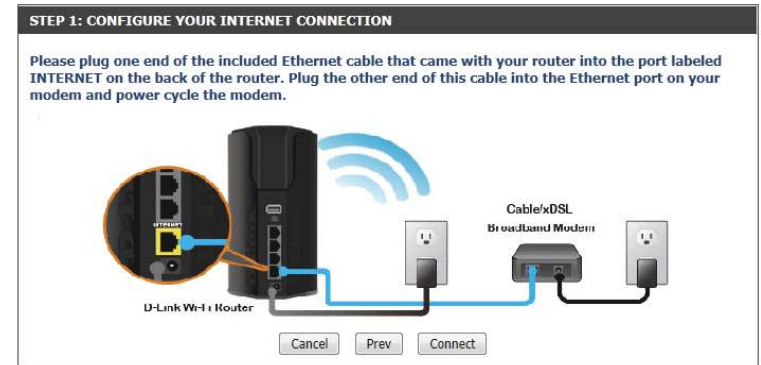 STEP 1: CONFIGURE YOUR INTERNET CONNECTION
Please plug one end of the included Ethernet cable that came with your router into the port labeled
INTERNET on the back of the router. Plug the other end of this cable into the Ethernet port on your
modem and power cycle the modem.
INTERNET
Cable/xDSL
Broadband Modem
D-Link Wi-Fi Router
Cancel
Prev
Connect